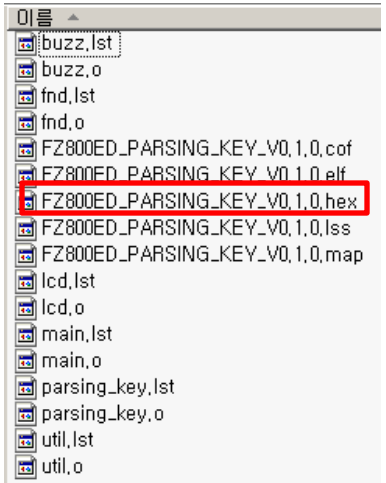 이름
buzz.lst
buzz.o
fnd.lst
fnd.o
FZ800ED_PARSING_KEY_V0.1.0.cof
FZ800ED_PARSING_KEY_V0.1.0.elf
FZ800ED_PARSING_KEY_V0.1.0.hex
FZ800ED_PARSING_KEY_V0.1.0.lss
FZ800ED_PARSING_KEY_V0.1.0.map
lcd.lst
lcd.o
main.lst
main.o
parsing_key.lst
parsing_key.o
util.lst
util.o